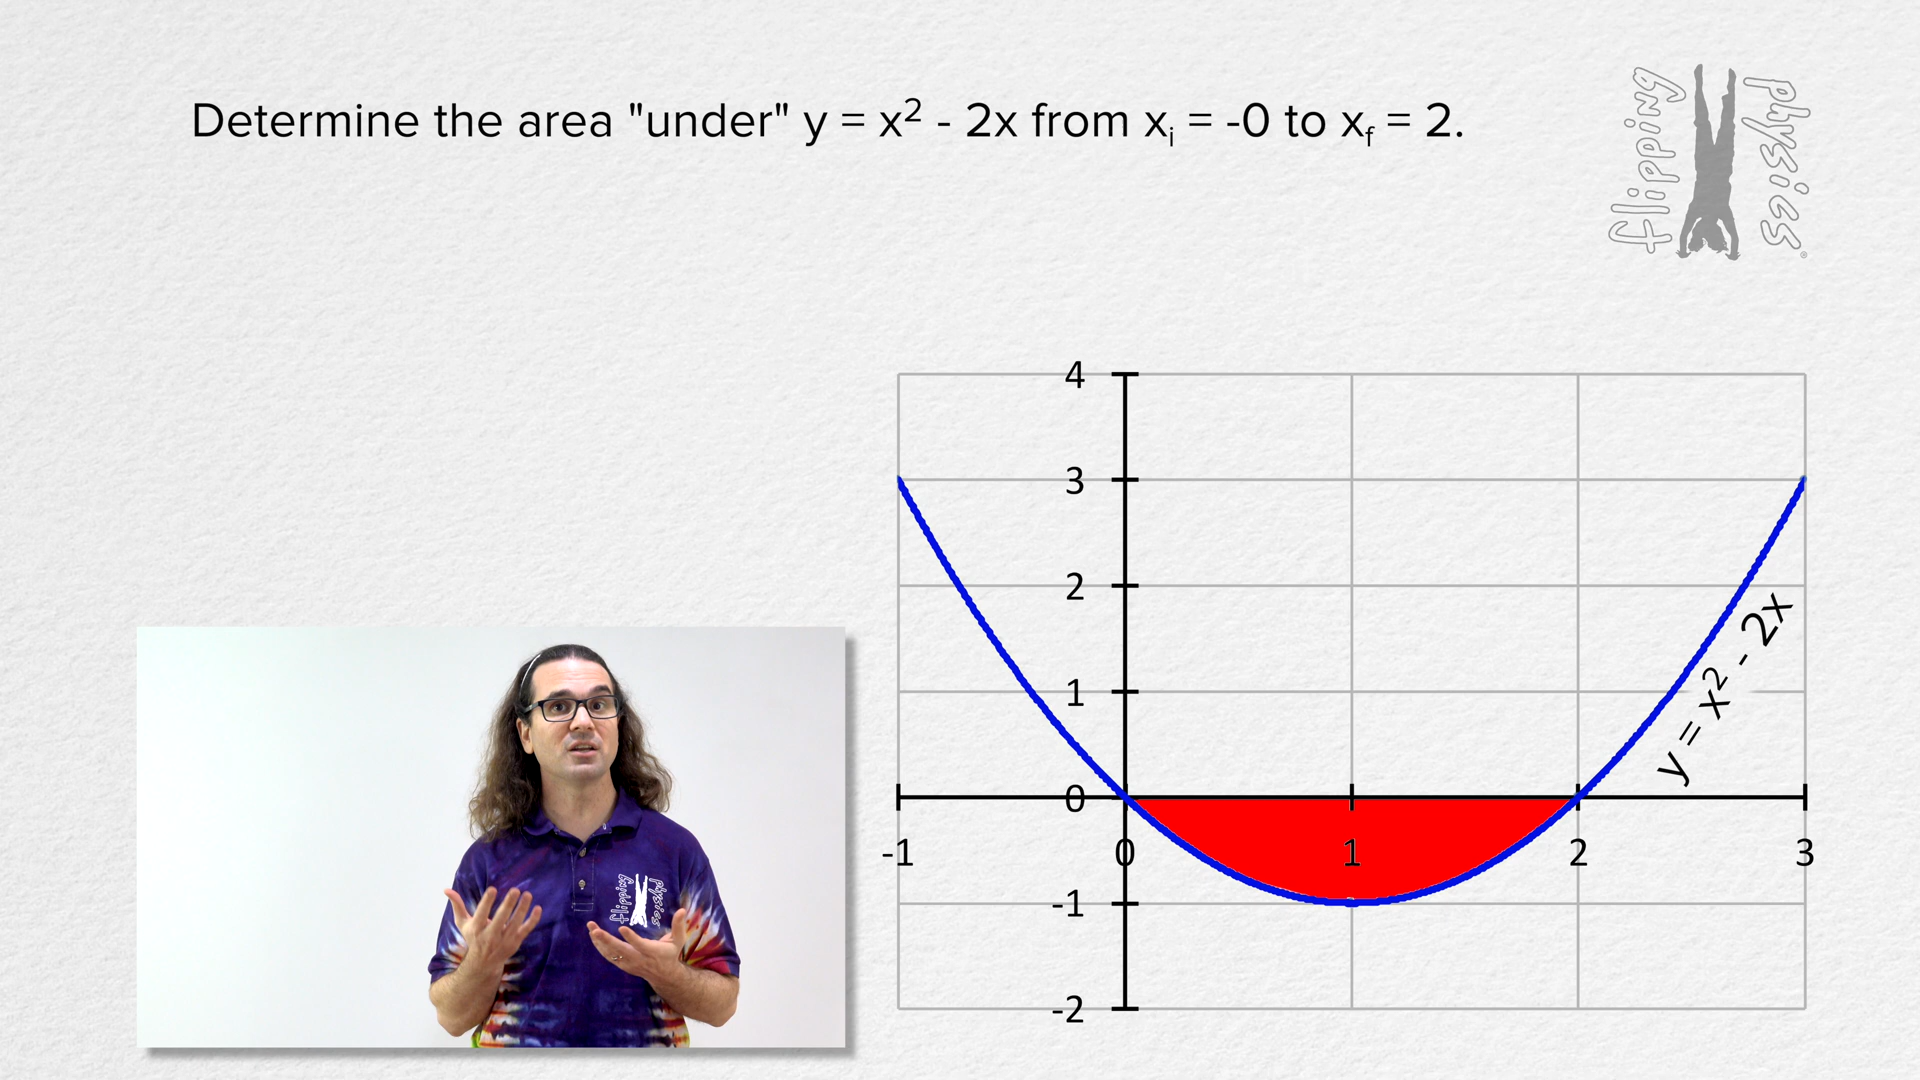 Determine the area "under" y = x² - 2x from xᵢ = -0 to x_f = 2.
flipping
physics
®
4
3
2
1
0
-1
0
1
2
3
-1
-2
y = x² - 2x
flipping
physics